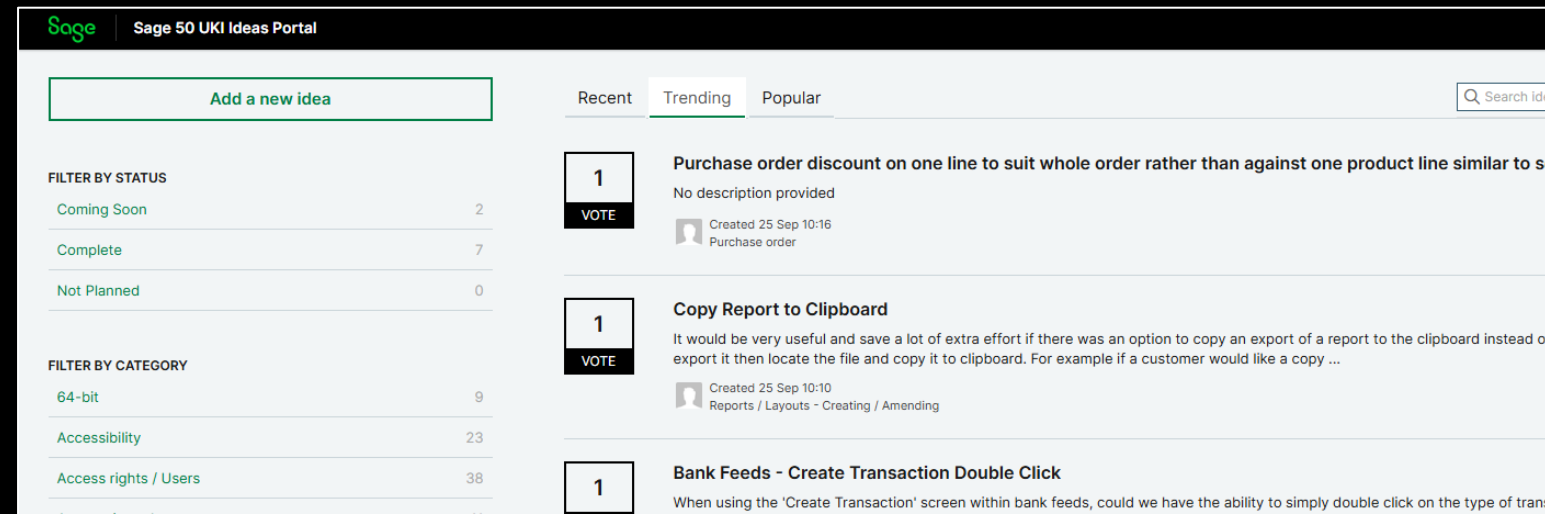 Sage
Sage 50 UKI Ideas Portal
Add a new idea
FILTER BY STATUS
Coming Soon 2
Complete 7
Not Planned 0
FILTER BY CATEGORY
64-bit 9
Accessibility 23
Access rights / Users 38
Recent Trending Popular
Search
1
VOTE
Purchase order discount on one line to suit whole order rather than against one product line similar to
No description provided
Created 25 Sep 10:16
Purchase order
1
VOTE
Copy Report to Clipboard
It would be very useful and save a lot of extra effort if there was an option to copy an export of a report to the clipboard instead
export it then locate the file and copy it to clipboard. For example if a customer would like a copy ...
Created 25 Sep 10:10
Reports / Layouts - Creating / Amending
1
Bank Feeds - Create Transaction Double Click
When using the 'Create Transaction' screen within bank feeds, could we have the ability to simply double click on the type of